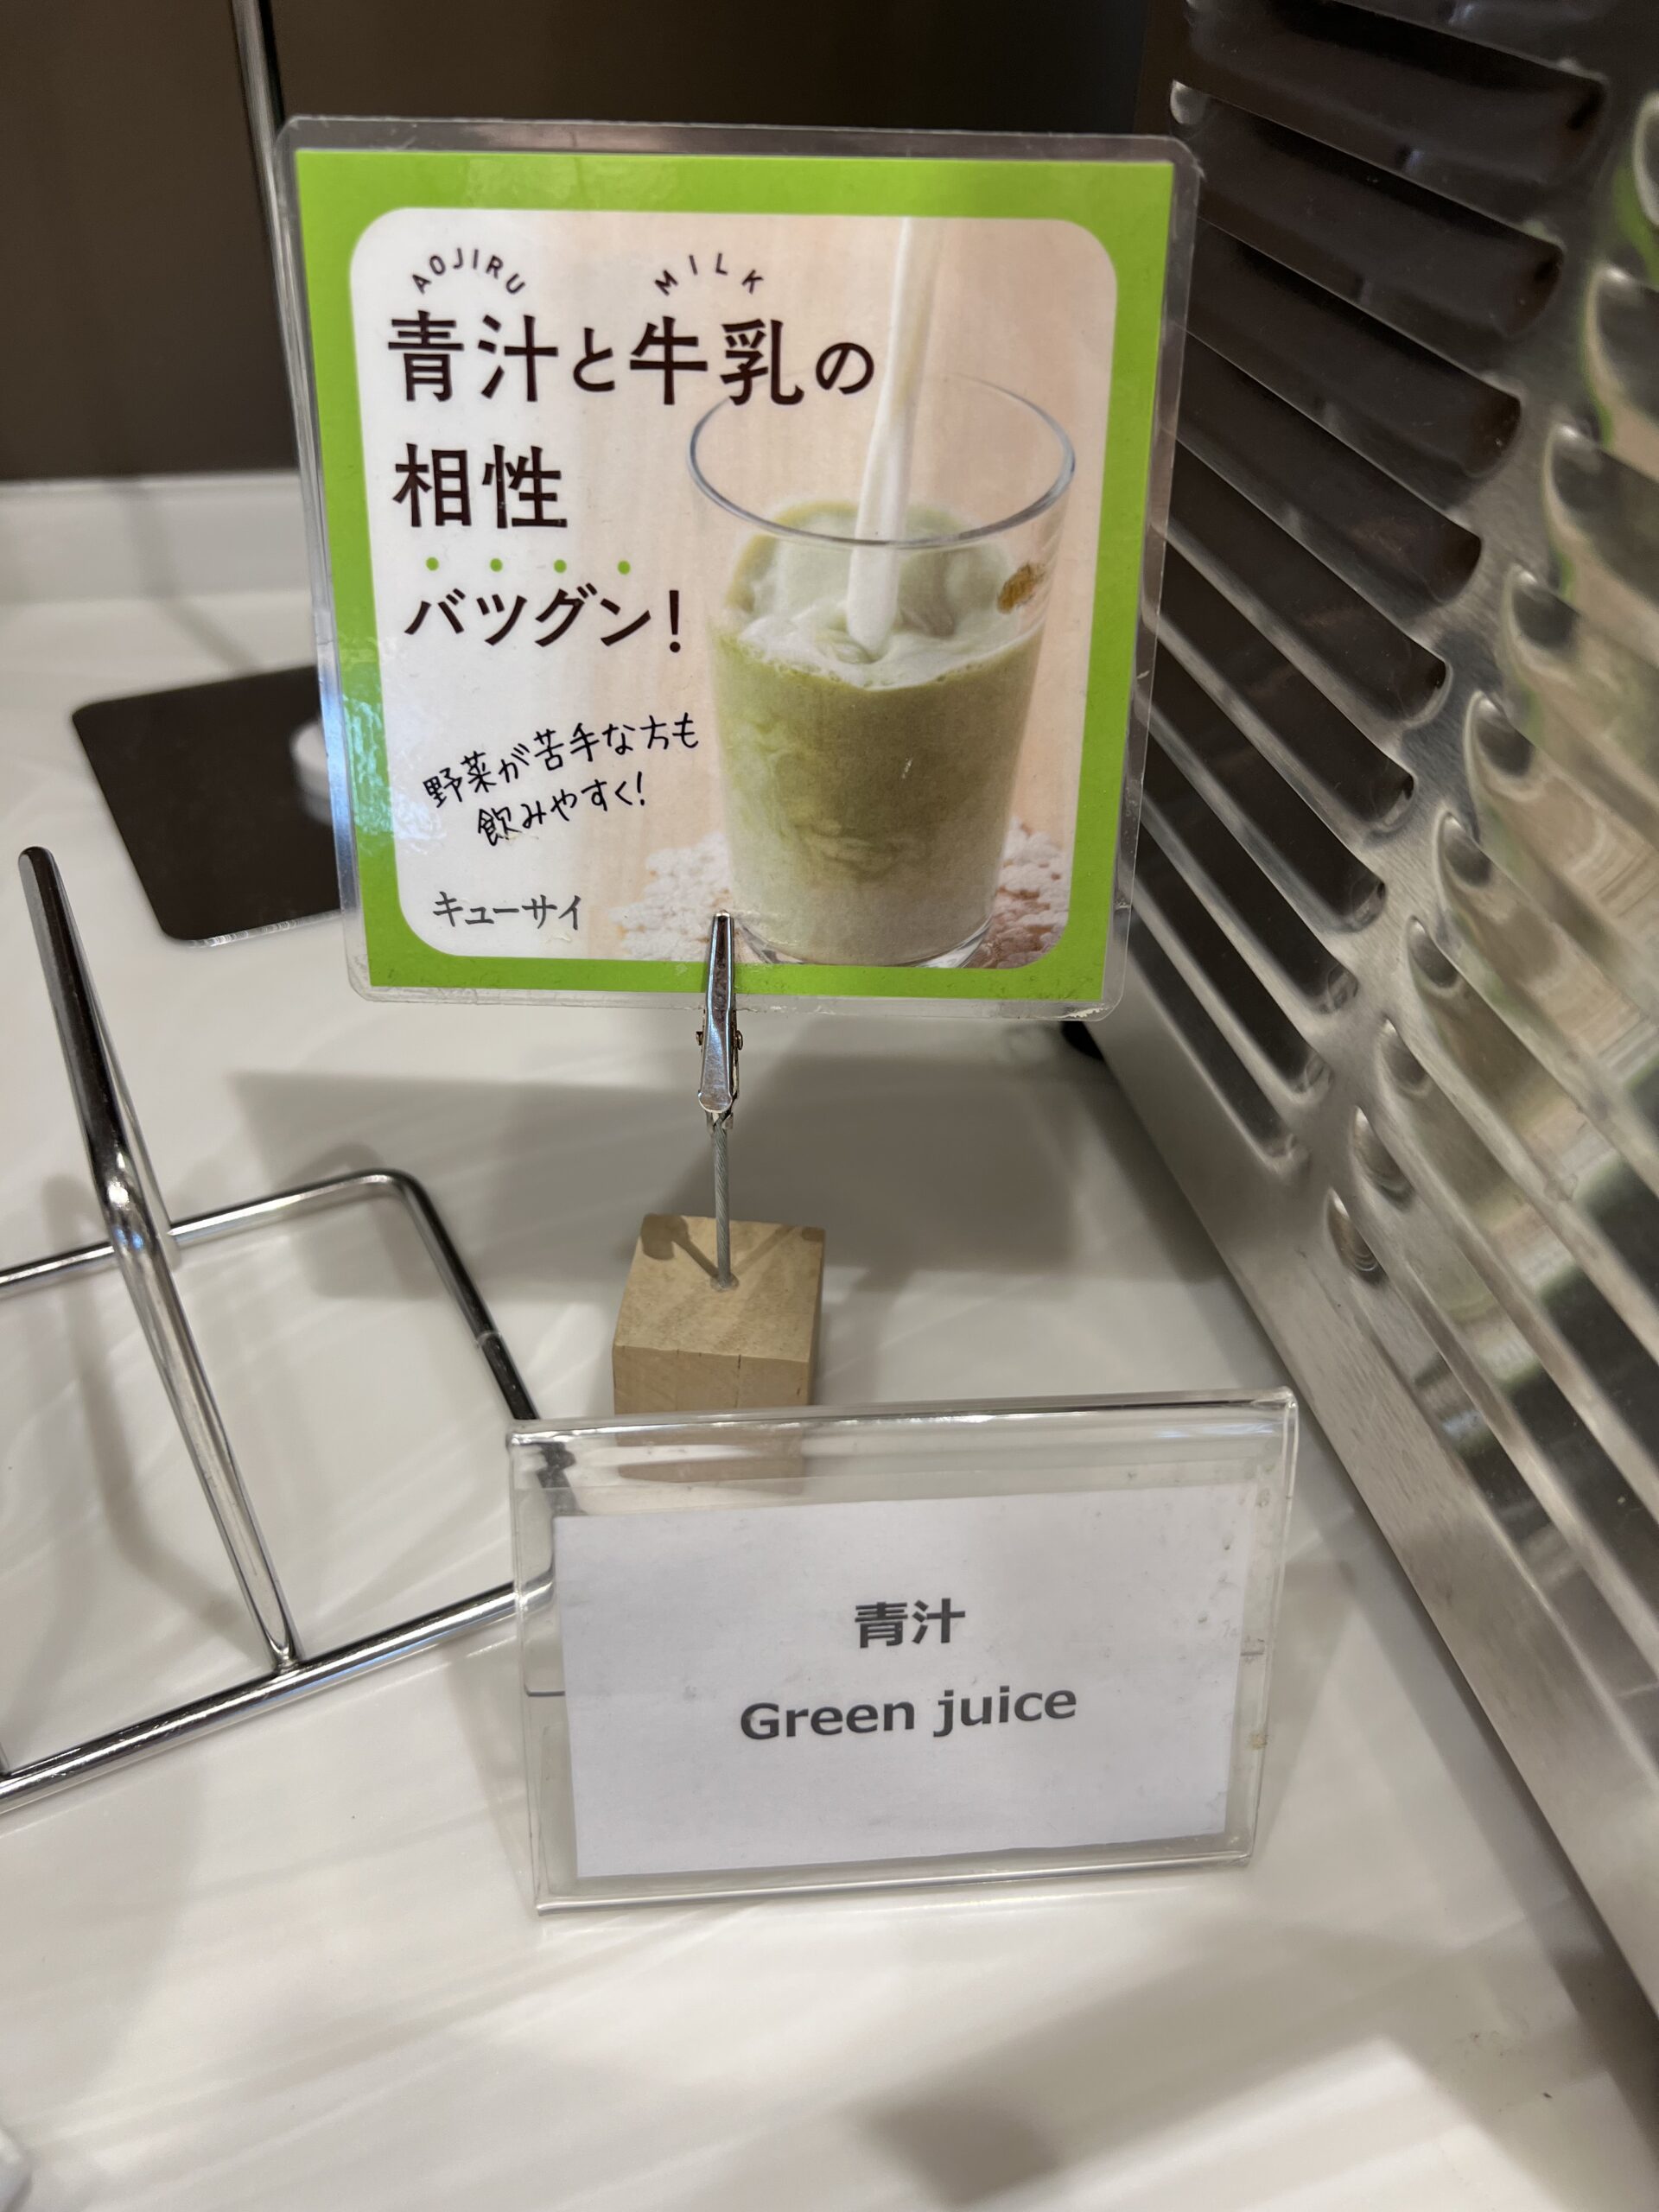 AOJIRU MILK
青汁と牛乳の
相性
バツグン!
野菜が苦手な方も
飲みやすく!
キューサイ
青汁
Green juice